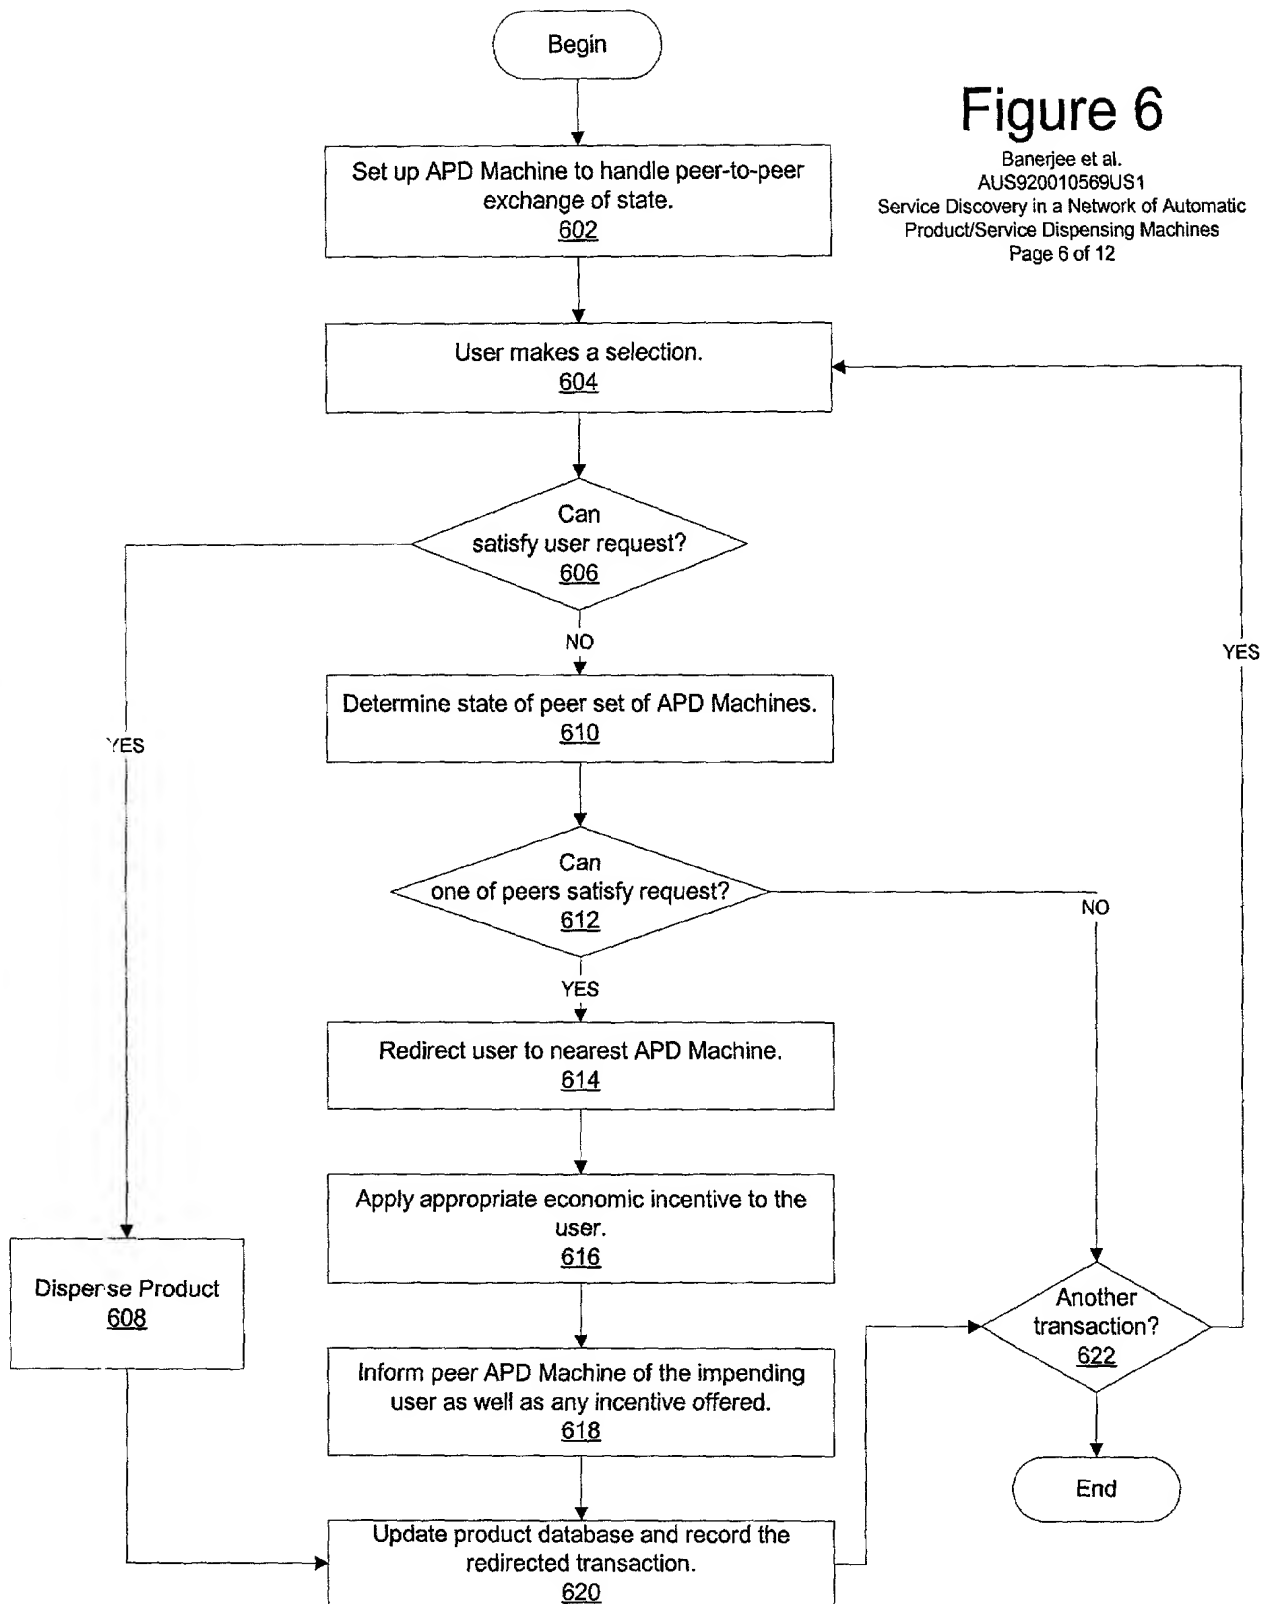 Begin
Figure 6
Banerjee et al.
AUS920010569US1
Service Discovery in a Network of Automatic
Product/Service Dispensing Machines
Page 6 of 12
Set up APD Machine to handle peer-to-peer
exchange of state.
602
User makes a selection.
604
Can
satisfy user request?
606
YES
NO
YES
Determine state of peer set of APD Machines.
610
Can
one of peers satisfy request?
612
NO
YES
Redirect user to nearest APD Machine.
614
Apply appropriate economic incentive to the
user.
616
Dispense Product
608
Another
transaction?
622
Inform peer APD Machine of the impending
user as well as any incentive offered.
618
End
Update product database and record the
redirected transaction.
620